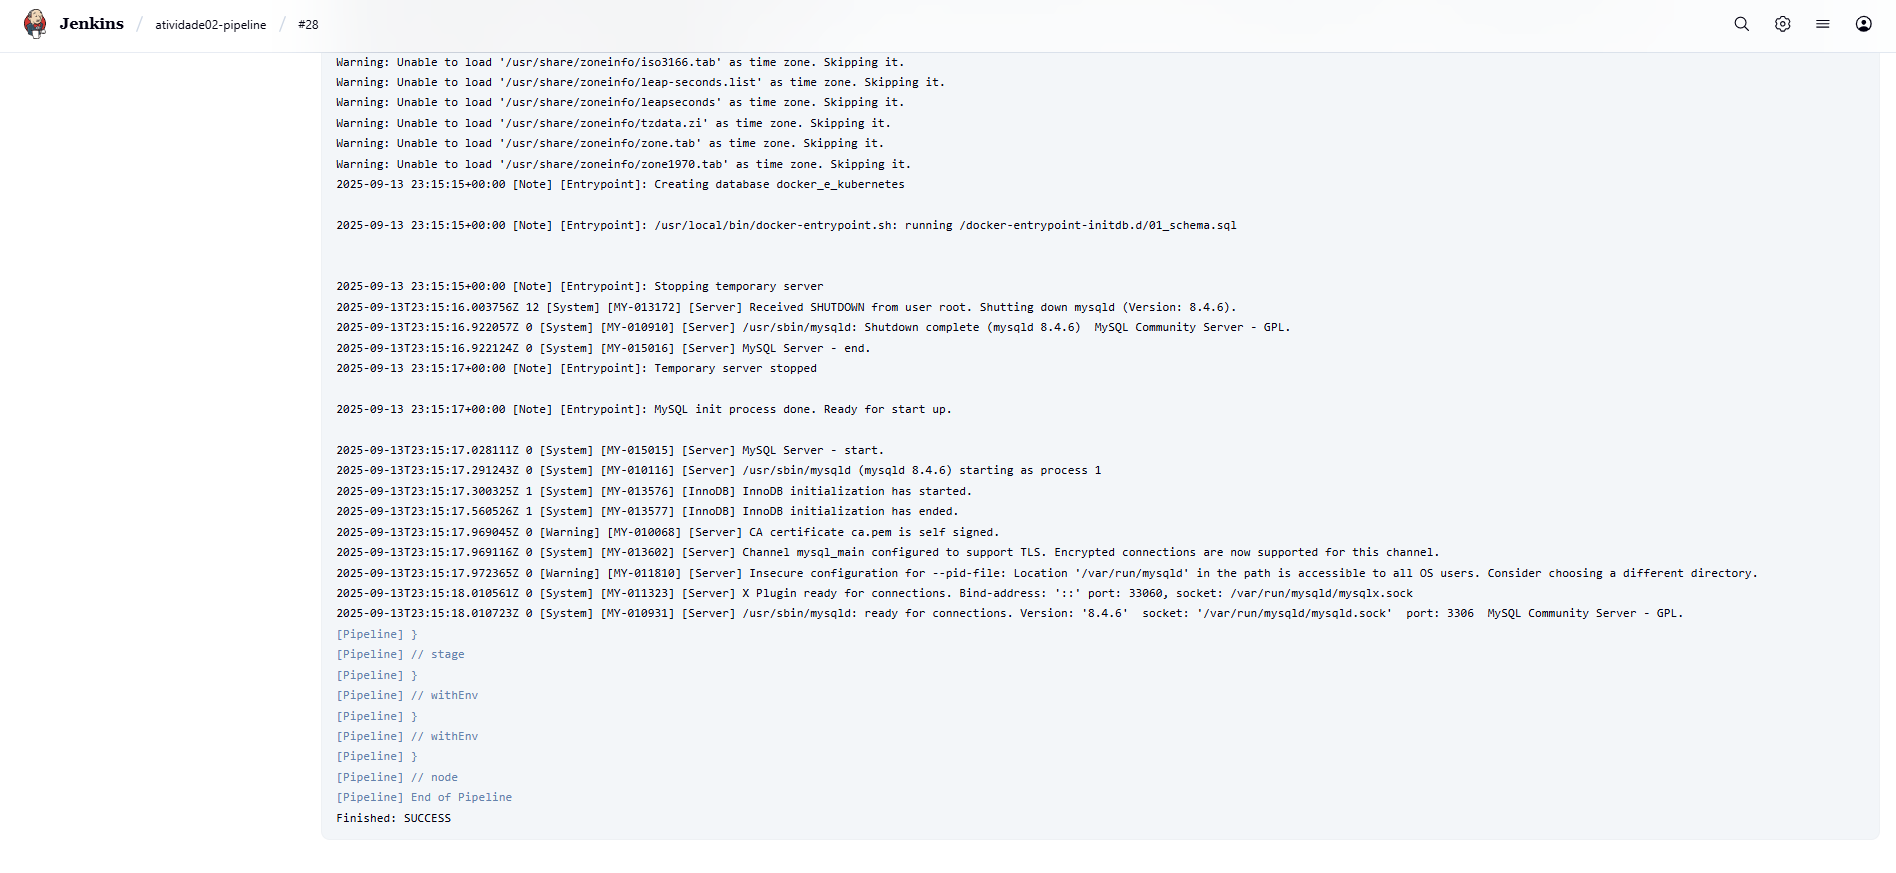 Jenkins / atividade02-pipeline / #28
Warning: Unable to load '/usr/share/zoneinfo/iso3166.tab' as time zone. Skipping it.
Warning: Unable to load '/usr/share/zoneinfo/leap-seconds.list' as time zone. Skipping it.
Warning: Unable to load '/usr/share/zoneinfo/leapseconds' as time zone. Skipping it.
Warning: Unable to load '/usr/share/zoneinfo/tzdata.zi' as time zone. Skipping it.
Warning: Unable to load '/usr/share/zoneinfo/zone.tab' as time zone. Skipping it.
Warning: Unable to load '/usr/share/zoneinfo/zone1970.tab' as time zone. Skipping it.
2025-09-13 23:15:15+00:00 [Note] [Entrypoint]: Creating database docker_e_kubernetes
2025-09-13 23:15:15+00:00 [Note] [Entrypoint]: /usr/local/bin/docker-entrypoint.sh: running /docker-entrypoint-initdb.d/01_schema.sql
2025-09-13 23:15:15+00:00 [Note] [Entrypoint]: Stopping temporary server
2025-09-13T23:15:16.003756Z 12 [System] [MY-013172] [Server] Received SHUTDOWN from user root. Shutting down mysqld (Version: 8.4.6).
2025-09-13T23:15:16.922057Z 0 [System] [MY-010910] [Server] /usr/sbin/mysqld: Shutdown complete (mysqld 8.4.6)  MySQL Community Server - GPL.
2025-09-13T23:15:16.922124Z 0 [System] [MY-015016] [Server] MySQL Server - end.
2025-09-13 23:15:17+00:00 [Note] [Entrypoint]: Temporary server stopped
2025-09-13 23:15:17+00:00 [Note] [Entrypoint]: MySQL init process done. Ready for start up.
2025-09-13T23:15:17.028111Z 0 [System] [MY-015015] [Server] MySQL Server - start.
2025-09-13T23:15:17.291243Z 0 [System] [MY-010116] [Server] /usr/sbin/mysqld (mysqld 8.4.6) starting as process 1
2025-09-13T23:15:17.300325Z 1 [System] [MY-013576] [InnoDB] InnoDB initialization has started.
2025-09-13T23:15:17.560526Z 1 [System] [MY-013577] [InnoDB] InnoDB initialization has ended.
2025-09-13T23:15:17.969045Z 0 [Warning] [MY-010068] [Server] CA certificate ca.pem is self signed.
2025-09-13T23:15:17.969116Z 0 [System] [MY-013602] [Server] Channel mysql_main configured to support TLS. Encrypted connections are now supported for this channel.
2025-09-13T23:15:17.972365Z 0 [Warning] [MY-011810] [Server] Insecure configuration for --pid-file: Location '/var/run/mysqld' in the path is accessible to all OS users. Consider choosing a different directory.
2025-09-13T23:15:18.010561Z 0 [System] [MY-011323] [Server] X Plugin ready for connections. Bind-address: '::' port: 33060, socket: /var/run/mysqld/mysqlx.sock
2025-09-13T23:15:18.010723Z 0 [System] [MY-010931] [Server] /usr/sbin/mysqld: ready for connections. Version: '8.4.6'  socket: '/var/run/mysqld/mysqld.sock'  port: 3306  MySQL Community Server - GPL.
[Pipeline] }
[Pipeline] // stage
[Pipeline] }
[Pipeline] // withEnv
[Pipeline] }
[Pipeline] // withEnv
[Pipeline] }
[Pipeline] // node
[Pipeline] End of Pipeline
Finished: SUCCESS